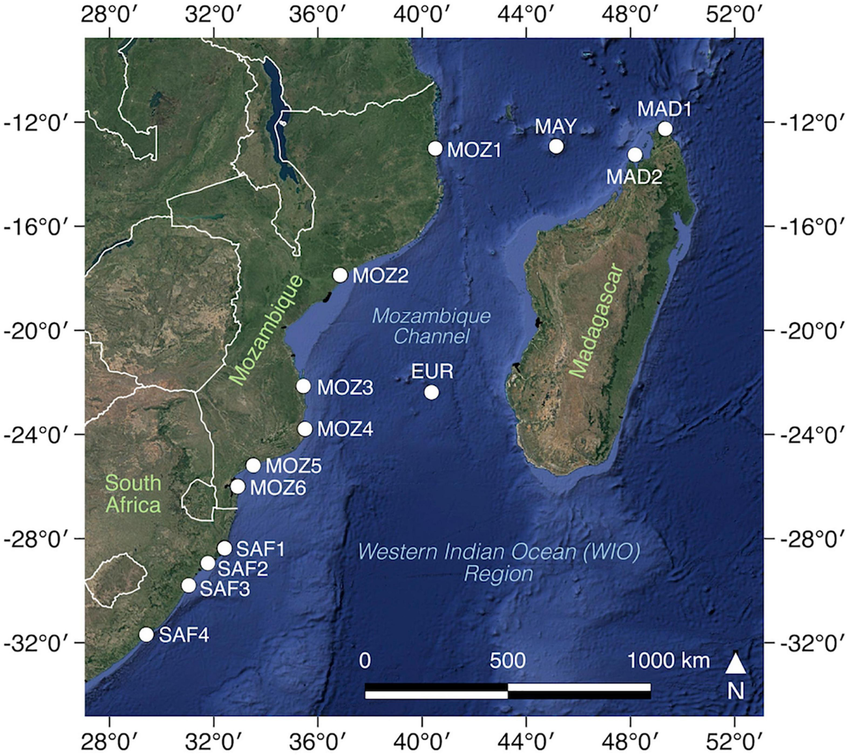 28°0′ 32°0′ 36°0′ 40°0′ 44°0′ 48°0′ 52°0′
-12°0′ -12°0′
MAD1
MAY
MOZ1
MAD2
-16°0′ -16°0′
MOZ2
Mozambique
Madagascar
Mozambique
Channel
-20°0′ -20°0′
EUR
MOZ3
-24°0′ -24°0′
MOZ4
MOZ5
MOZ6
South
Africa
-28°0′ -28°0′
SAF1
SAF2
SAF3
Western Indian Ocean (WIO)
Region
-32°0′ -32°0′
SAF4
0 500 1000 km
N
28°0′ 32°0′ 36°0′ 40°0′ 44°0′ 48°0′ 52°0′